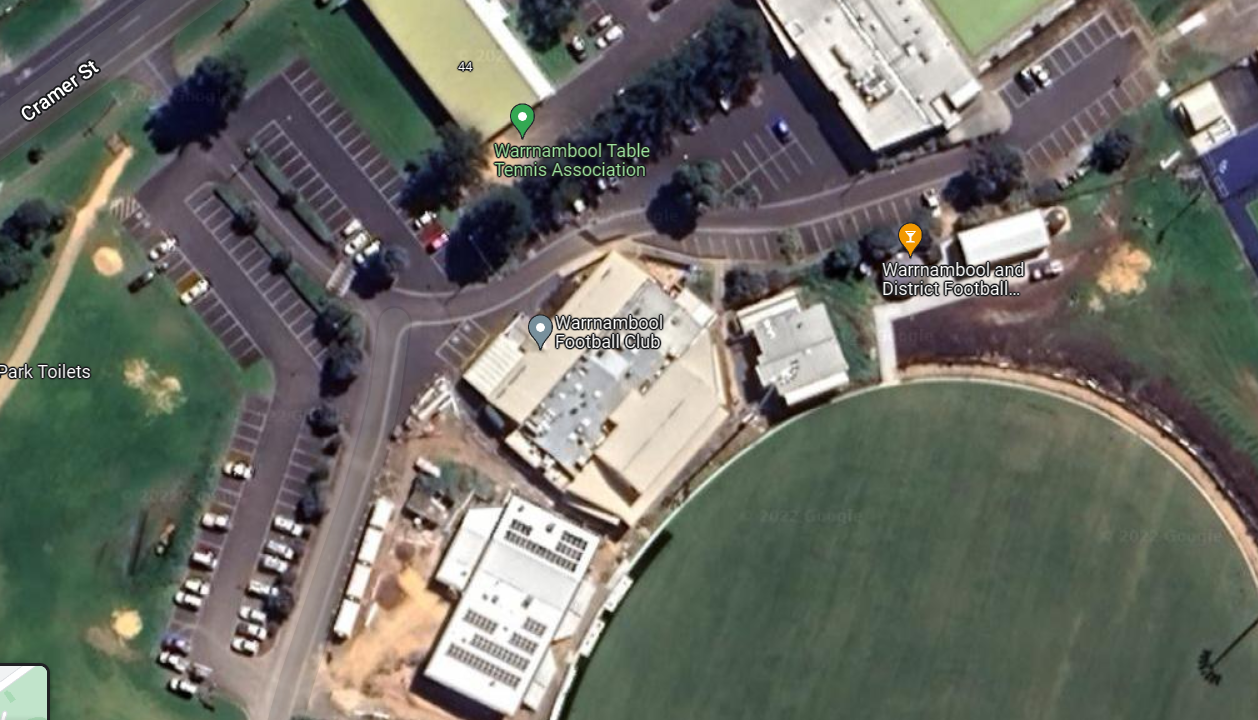 Cramer St
44
Warrnambool Table
Tennis Association
Warrnambool and
District Football...
Warrnambool
Football Club
Park Toilets
© 2022 Google
© 2022 Google